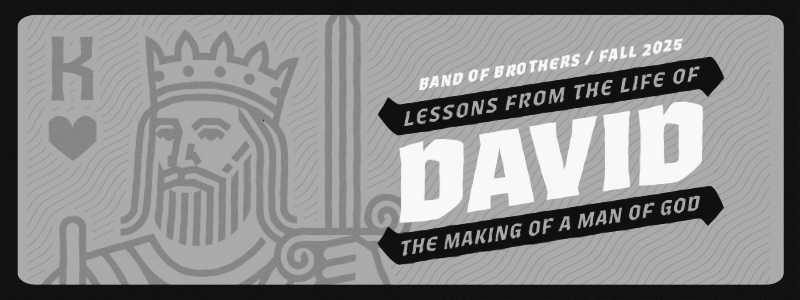 K
BAND OF BROTHERS / FALL 2025
LESSONS FROM THE LIFE OF
DAVID
THE MAKING OF A MAN OF GOD